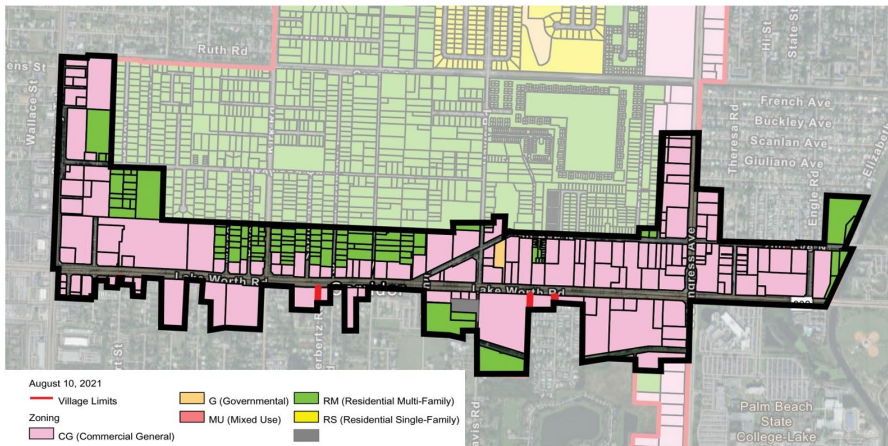 Ruth Rd
Hi St
State St
Wallace St
French Ave
Buckley Ave
Scanlan Ave
Giuliano Ave
Theresa Rd
Engle Rd
Lake Worth Rd
Lake Worth Rd
August 10, 2021
Village Limits
Zoning
CG (Commercial General)
G (Governmental)
MU (Mixed Use)
RM (Residential Multi-Family)
RS (Residential Single-Family)
Palm Beach
State
College-Lake